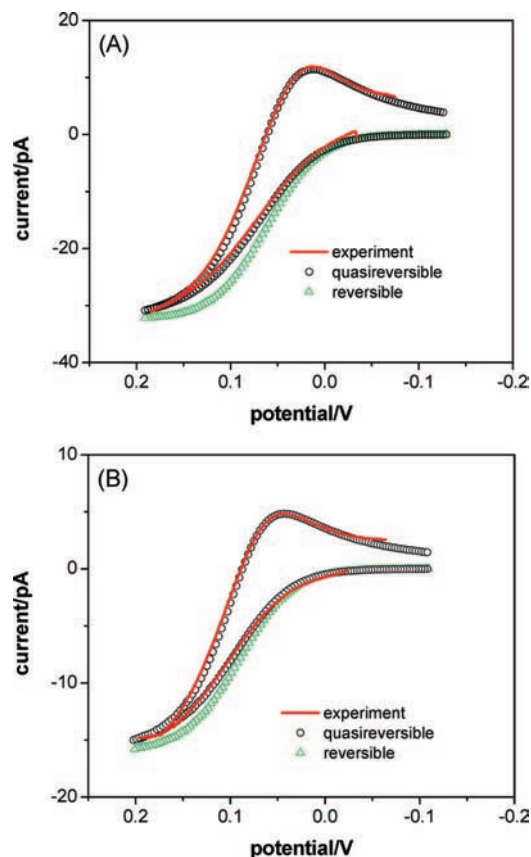 (A)
20
0
-20
-40
current/pA
experiment
quasireversible
reversible
0.2 0.1 0.0 -0.1 -0.2
potential/V
(B)
10
0
-10
-20
current/pA
experiment
quasireversible
reversible
0.2 0.1 0.0 -0.1 -0.2
potential/V